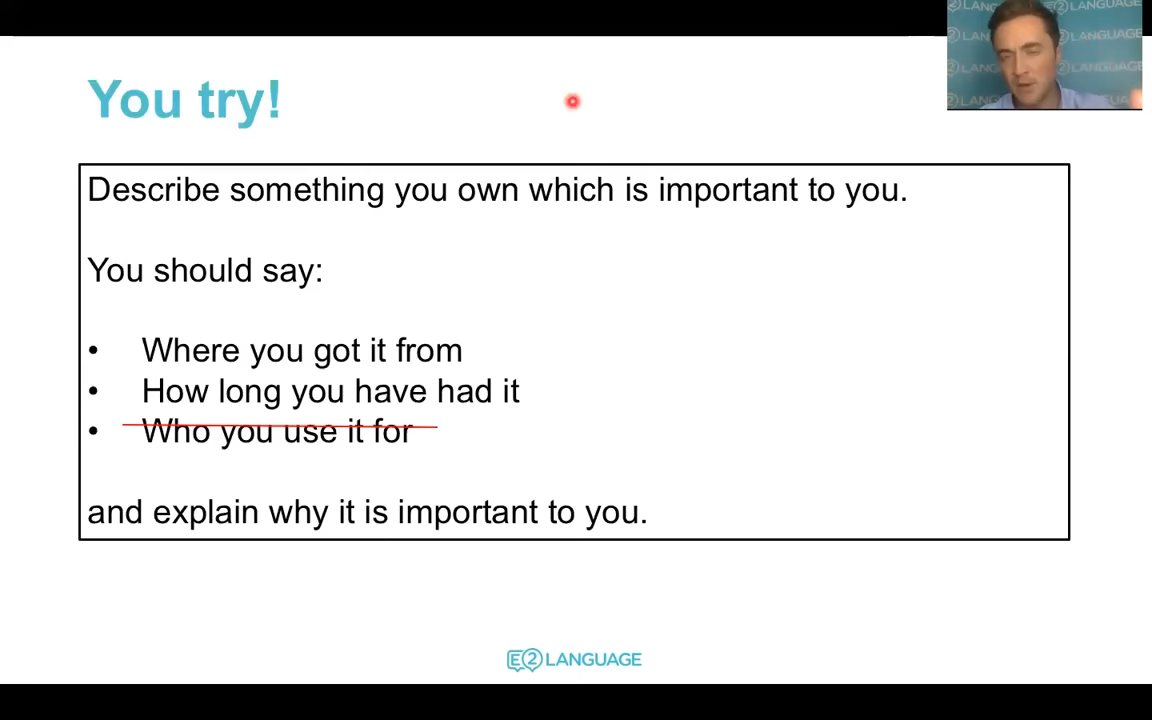 You try!
Describe something you own which is important to you.
You should say:
• Where you got it from
• How long you have had it
• Who you use it for
and explain why it is important to you.
E2 LANGUAGE